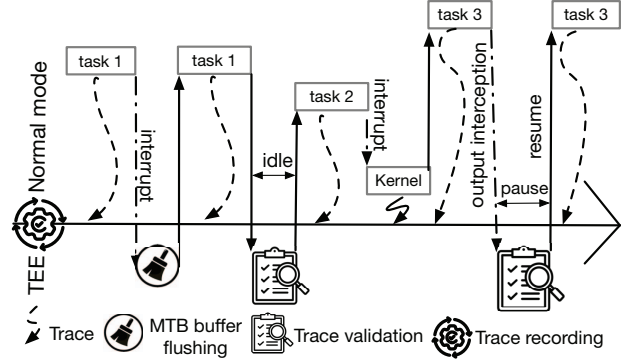 task 3
task 3
task 1
task 1
task 2
Normal mode
interrupt
idle
interrupt
Kernel
output interception
pause
resume
TEE
Trace
MTB buffer
flushing
Trace validation
Trace recording